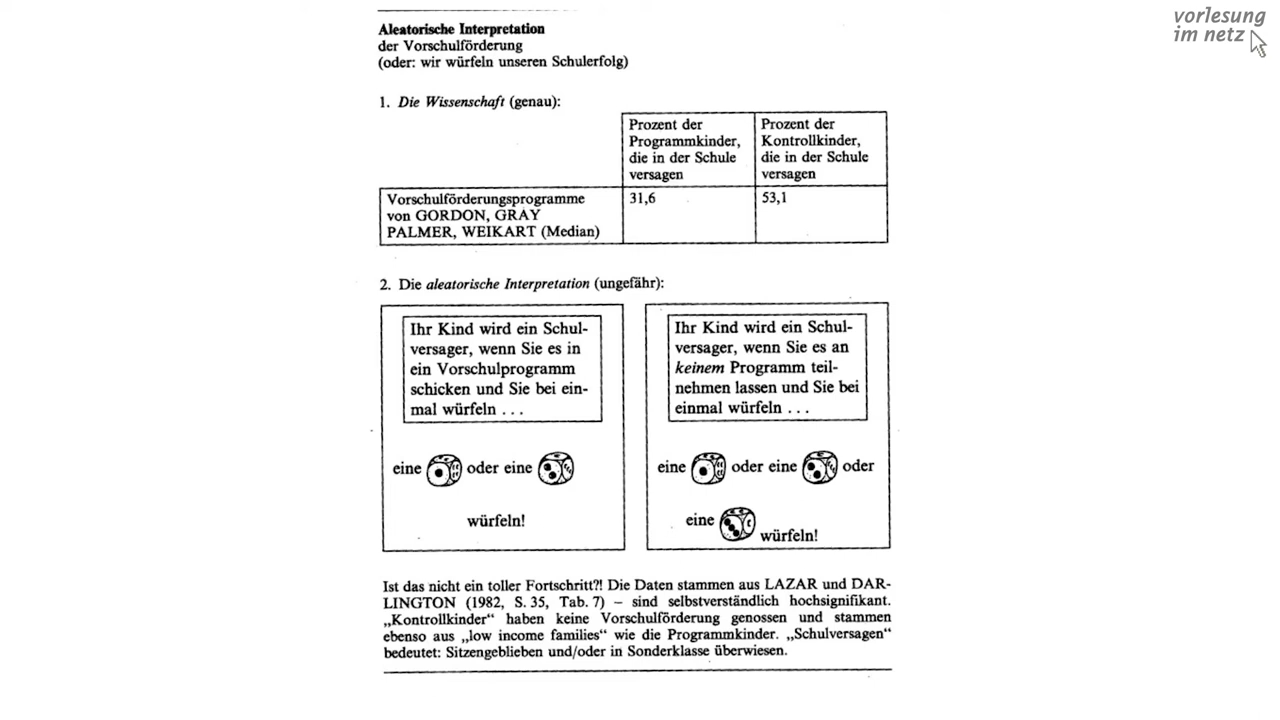 vorlesung
im netz
Aleatorische Interpretation
der Vorschulförderung
(oder: wir würfeln unseren Schulerfolg)
1. Die Wissenschaft (genau):
Prozent der
Programmkinder,
die in der Schule
versagen
Prozent der
Kontrollkinder,
die in der Schule
versagen
Vorschulförderungsprogramme
von GORDON, GRAY
PALMER, WEIKART (Median)
31,6
53,1
2. Die aleatorische Interpretation (ungefähr):
Ihr Kind wird ein Schul-
versager, wenn Sie es in
ein Vorschulprogramm
schicken und Sie bei ein-
mal würfeln . . .
eine oder eine
würfeln!
Ihr Kind wird ein Schul-
versager, wenn Sie es an
keinem Programm teil-
nehmen lassen und Sie bei
einmal würfeln . . .
eine oder eine oder
eine würfeln!
Ist das nicht ein toller Fortschritt?! Die Daten stammen aus LAZAR und DAR-
LINGTON (1982, S. 35, Tab. 7) – sind selbstverständlich hochsignifikant.
„Kontrollkinder“ haben keine Vorschulförderung genossen und stammen
ebenso aus „low income families“ wie die Programmkinder. „Schulversagen“
bedeutet: Sitzengeblieben und/oder in Sonderklasse überwiesen.